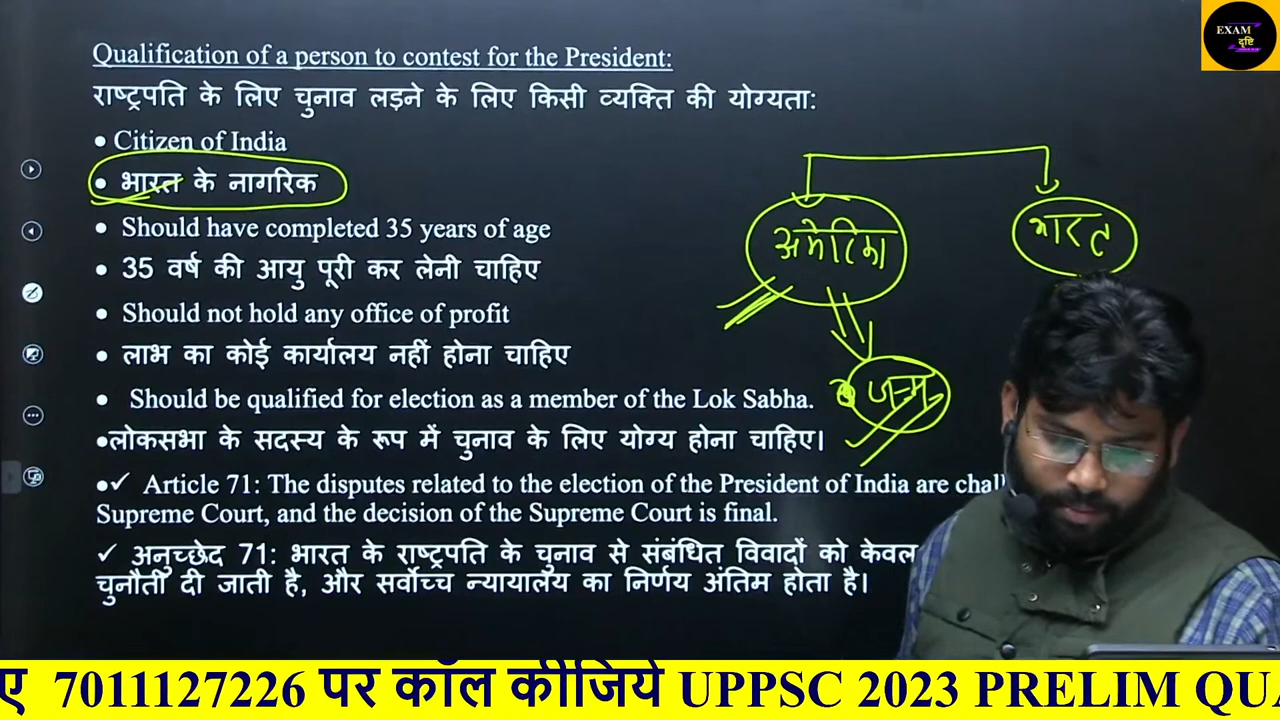 EXAM
दृष्टि
Qualification of a person to contest for the President:
राष्ट्रपति के लिए चुनाव लड़ने के लिए किसी व्यक्ति की योग्यता:
• Citizen of India
• भारत के नागरिक
• Should have completed 35 years of age
• 35 वर्ष की आयु पूरी कर लेनी चाहिए
• Should not hold any office of profit
• लाभ का कोई कार्यालय नहीं होना चाहिए
• Should be qualified for election as a member of the Lok Sabha.
•लोकसभा के सदस्य के रूप में चुनाव के लिए योग्य होना चाहिए।
•✓ Article 71: The disputes related to the election of the President of India are
Supreme Court, and the decision of the Supreme Court is final.
✓ अनुच्छेद 71: भारत के राष्ट्रपति के चुनाव से संबंधित विवादों को केवल
चुनौती दी जाती है, और सर्वोच्च न्यायालय का निर्णय अंतिम होता है।
अमेरिका
भारत
जन्म
ए 7011127226 पर कॉल कीजिये UPPSC 2023 PRELIM